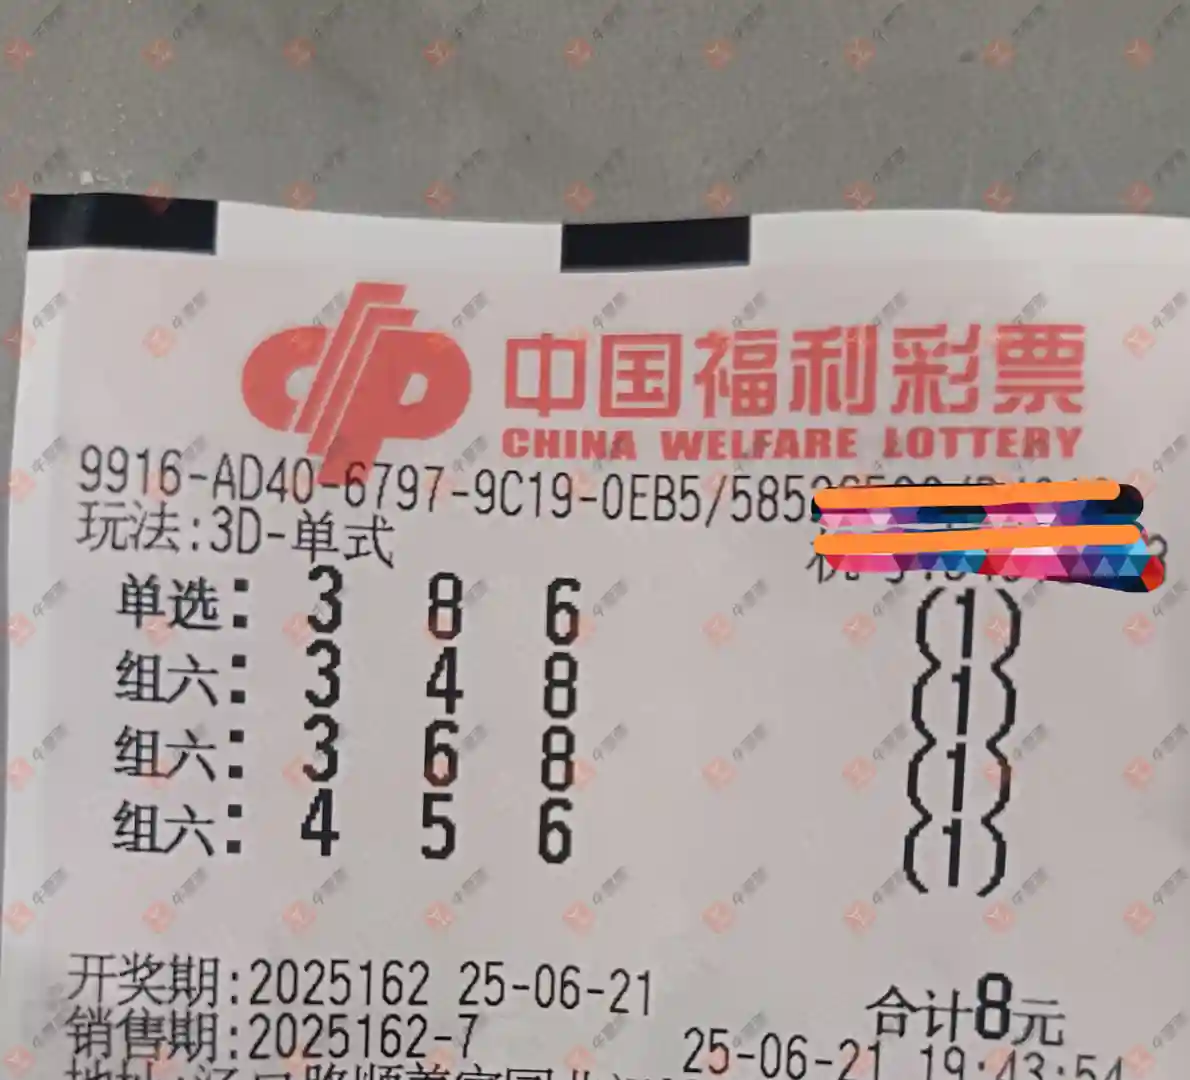 中国福利彩票
CHINA WELFARE LOTTERY
9916-AD40-6797-9C19-0EB5/585
玩法:3D-单式
单选: 3 8 6 (1)
组六: 3 4 8 (1)
组六: 3 6 8 (1)
组六: 4 5 6 (1)
开奖期:2025162 25-06-21 合计8元
销售期:2025162-7 25-06-21 19:43:54